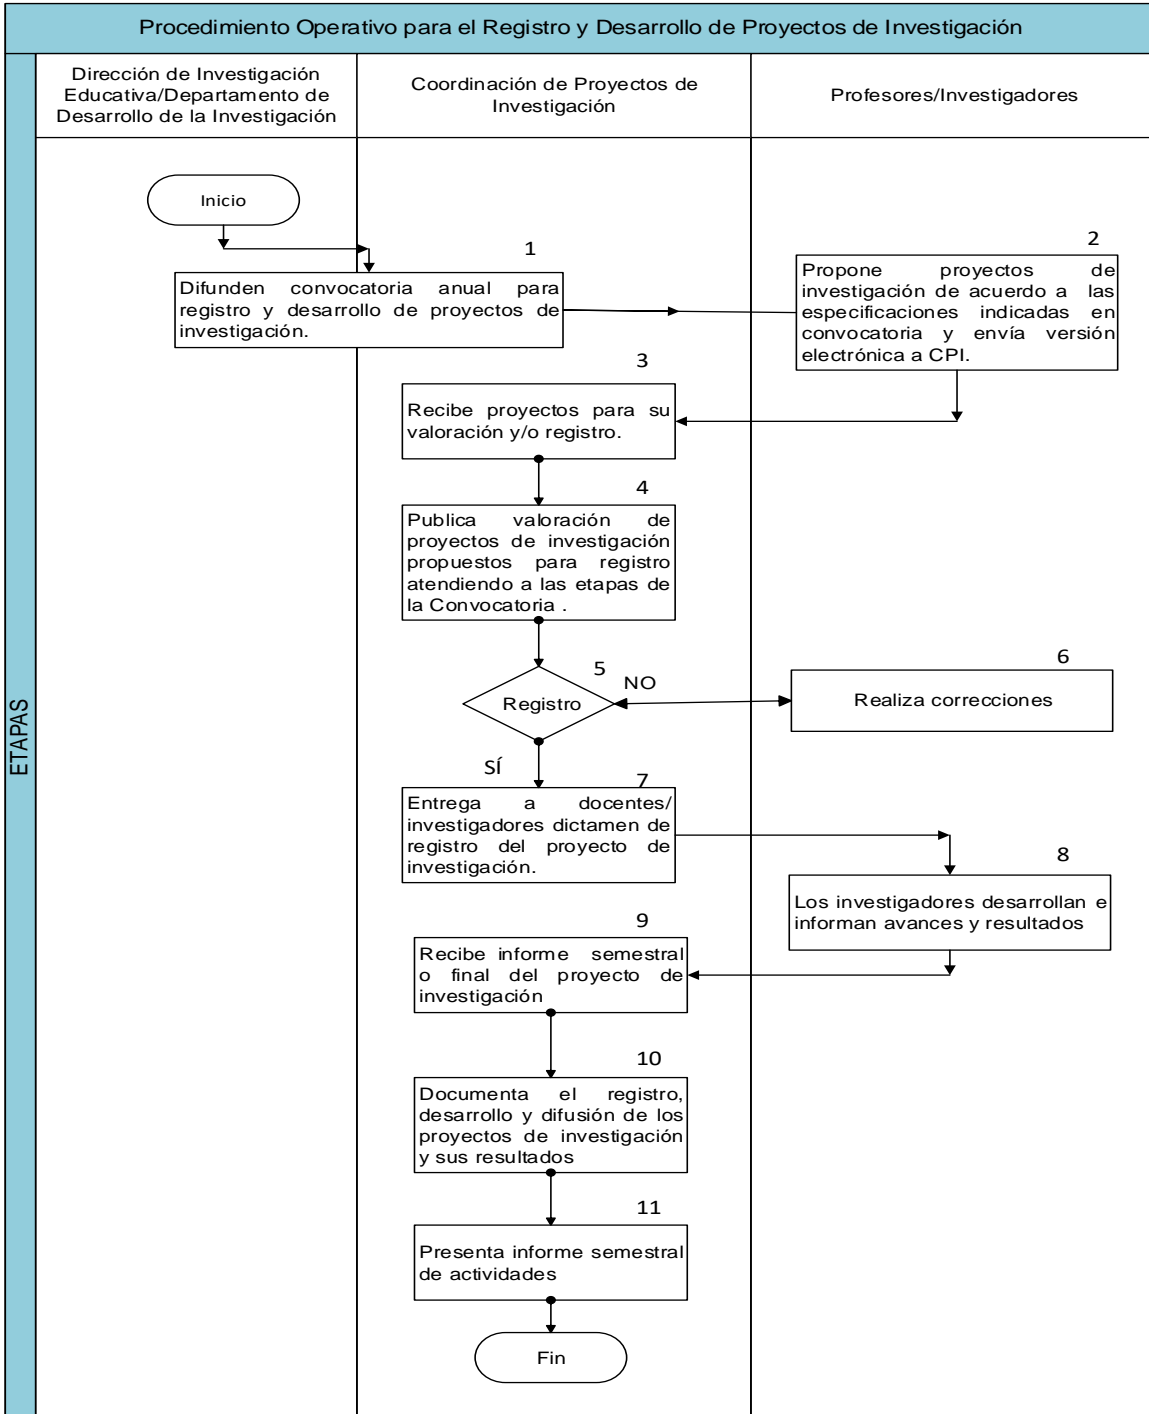 Procedimiento Operativo para el Registro y Desarrollo de Proyectos de Investigación
Dirección de Investigación
Educativa/Departamento de
Desarrollo de la Investigación
Coordinación de Proyectos de
Investigación
Profesores/Investigadores
ETAPAS
Inicio
1
Difunden convocatoria anual para
registro y desarrollo de proyectos de
investigación.
2
Propone proyectos de
investigación de acuerdo a las
especificaciones indicadas en
convocatoria y envía versión
electrónica a CPI.
3
Recibe proyectos para su
valoración y/o registro.
4
Publica valoración de
proyectos de investigación
propuestos para registro
atendiendo a las etapas de
la Convocatoria .
5
Registro
NO
6
Realiza correcciones
SÍ
7
Entrega a docentes/
investigadores dictamen de
registro del proyecto de
investigación.
8
Los investigadores desarrollan e
informan avances y resultados
9
Recibe informe semestral
o final del proyecto de
investigación
10
Documenta el registro,
desarrollo y difusión de los
proyectos de investigación
y sus resultados
11
Presenta informe semestral
de actividades
Fin